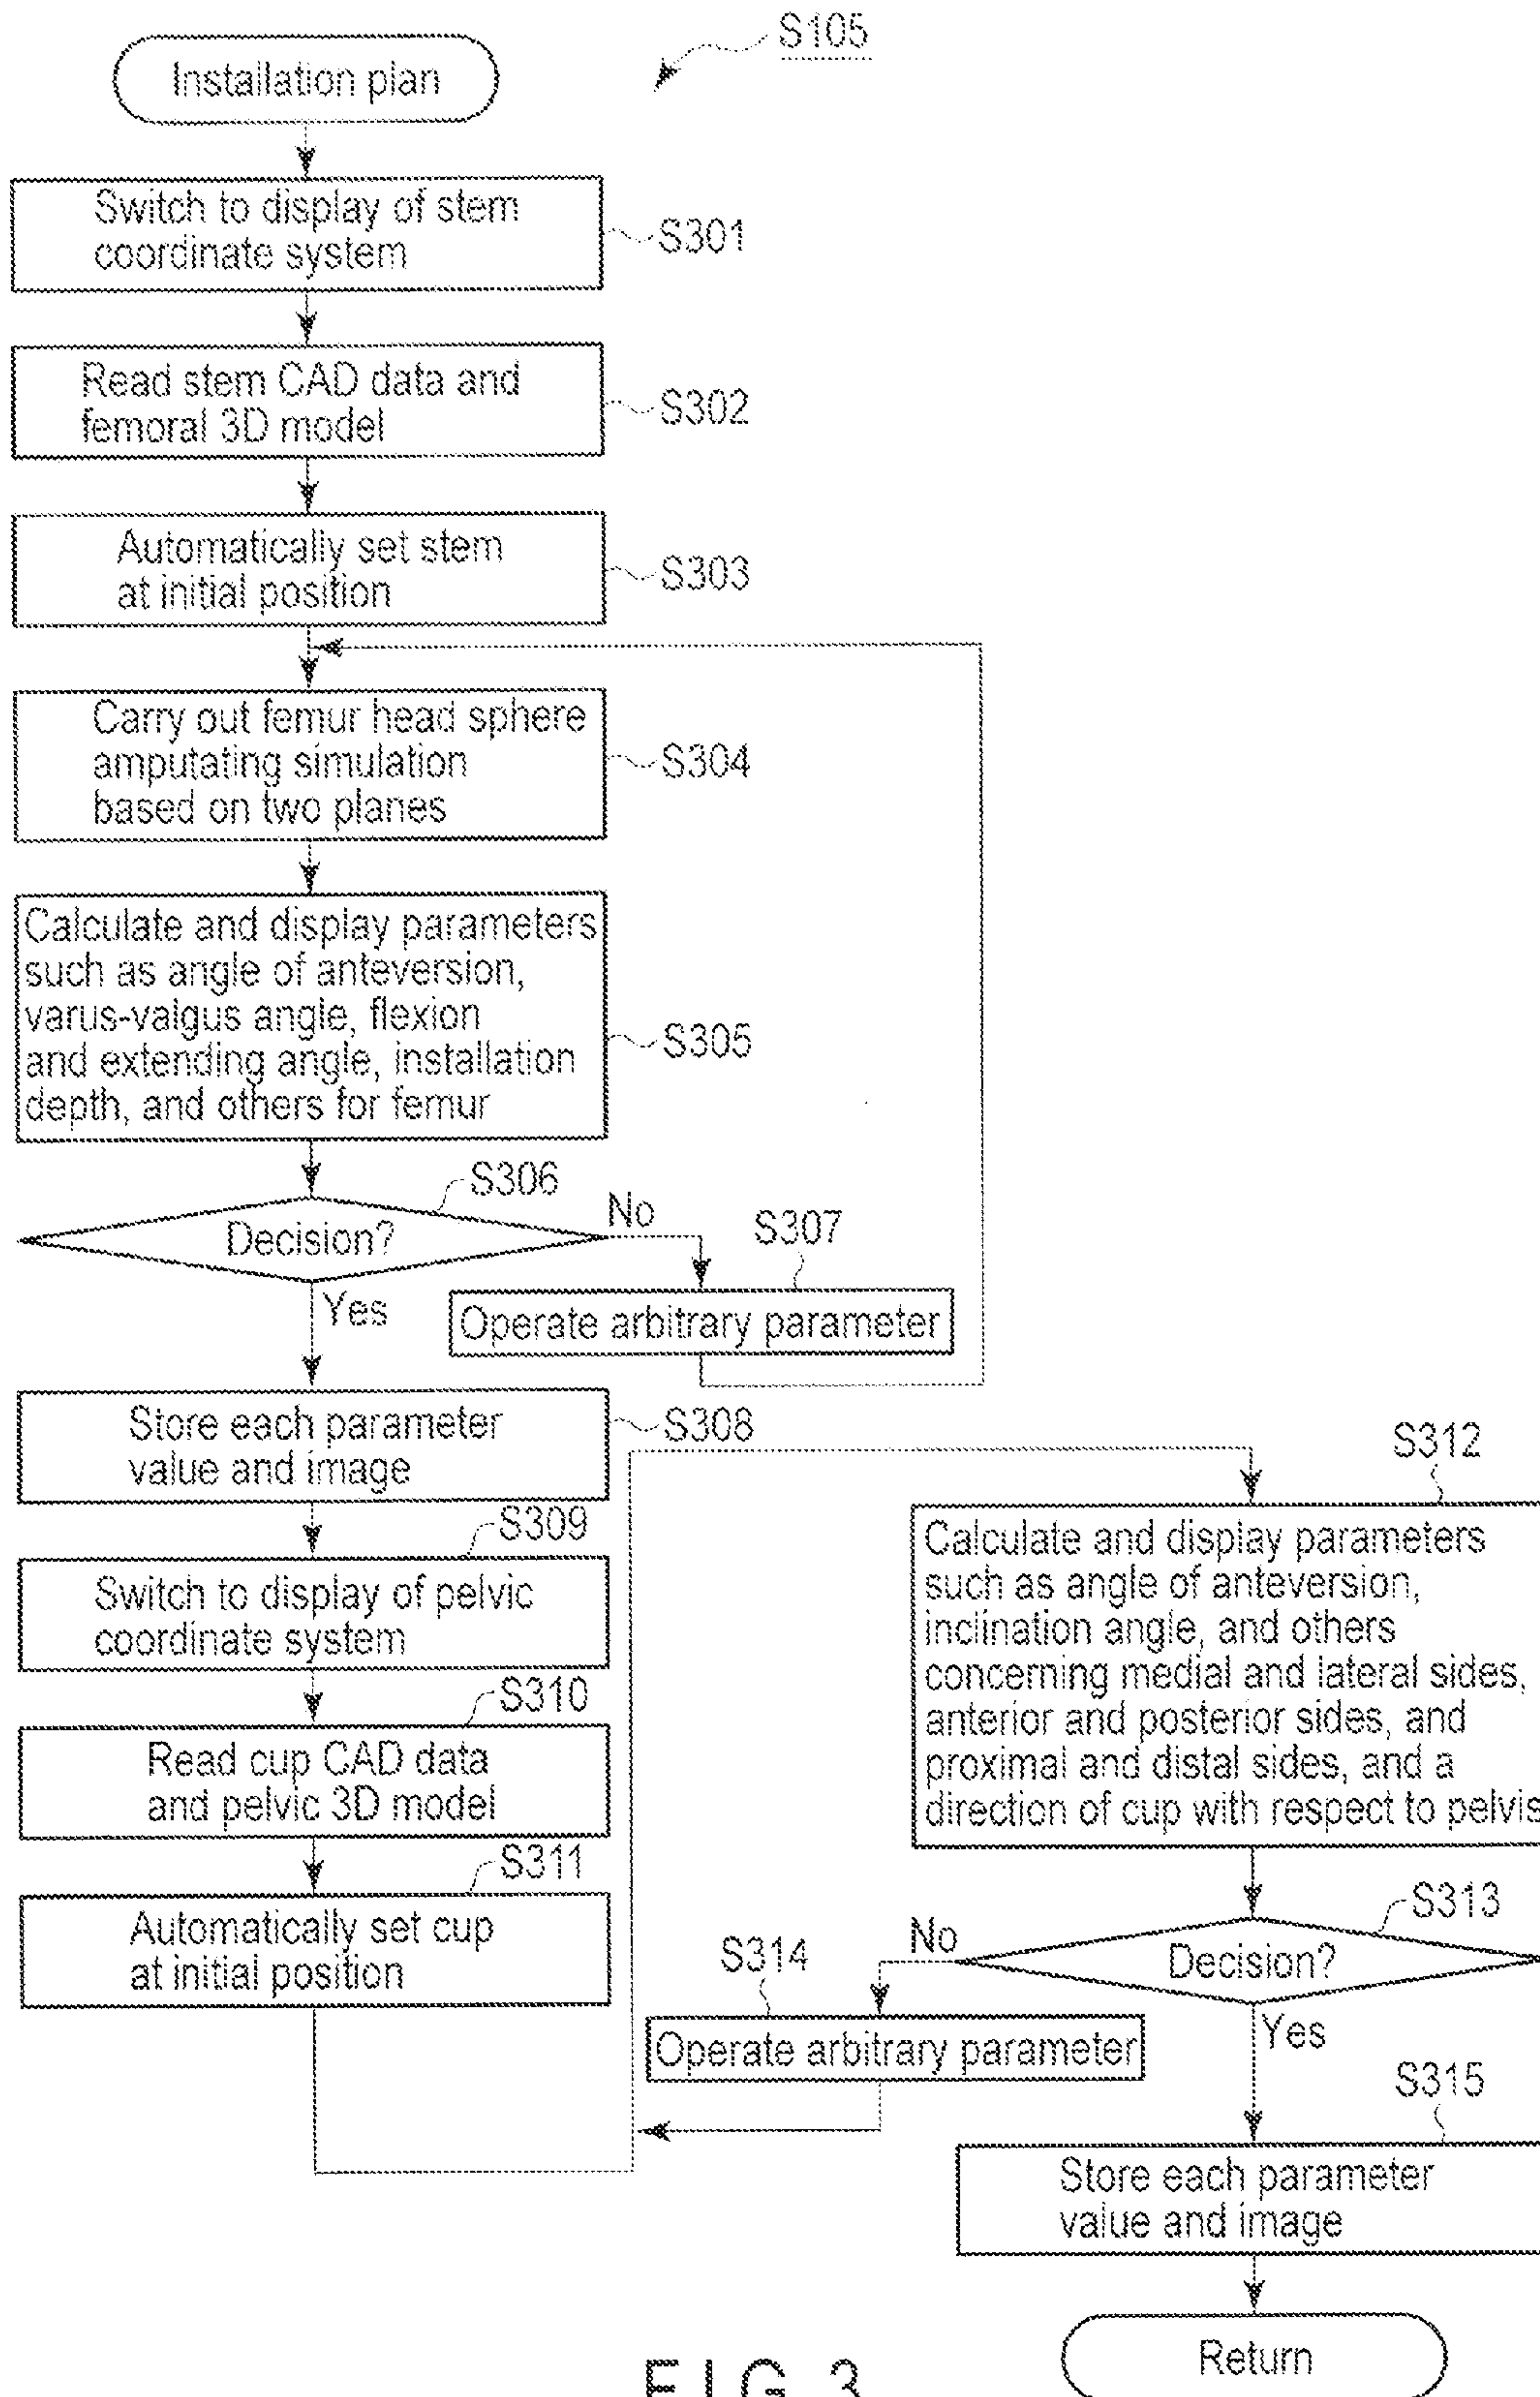 S105
Installation plan
Switch to display of stem
coordinate system
S301
Read stem CAD data and
femoral 3D model
S302
Automatically set stem
at initial position
S303
Carry out femur head sphere
amputating simulation
based on two planes
S304
Calculate and display parameters
such as angle of anteversion,
varus-valgus angle, flexion
and extending angle, installation
depth, and others for femur
S305
S306
Decision?
No
Yes
S307
Operate arbitrary parameter
Store each parameter
value and image
S308
S309
Switch to display of pelvic
coordinate system
S310
Read cup CAD data
and pelvic 3D model
S311
Automatically set cup
at initial position
S312
Calculate and display parameters
such as angle of anteversion,
inclination angle, and others
concerning medial and lateral sides,
anterior and posterior sides, and
proximal and distal sides, and a
direction of cup with respect to pelvis
S313
Decision?
No
Yes
S314
Operate arbitrary parameter
S315
Store each parameter
value and image
Return
FIG. 3